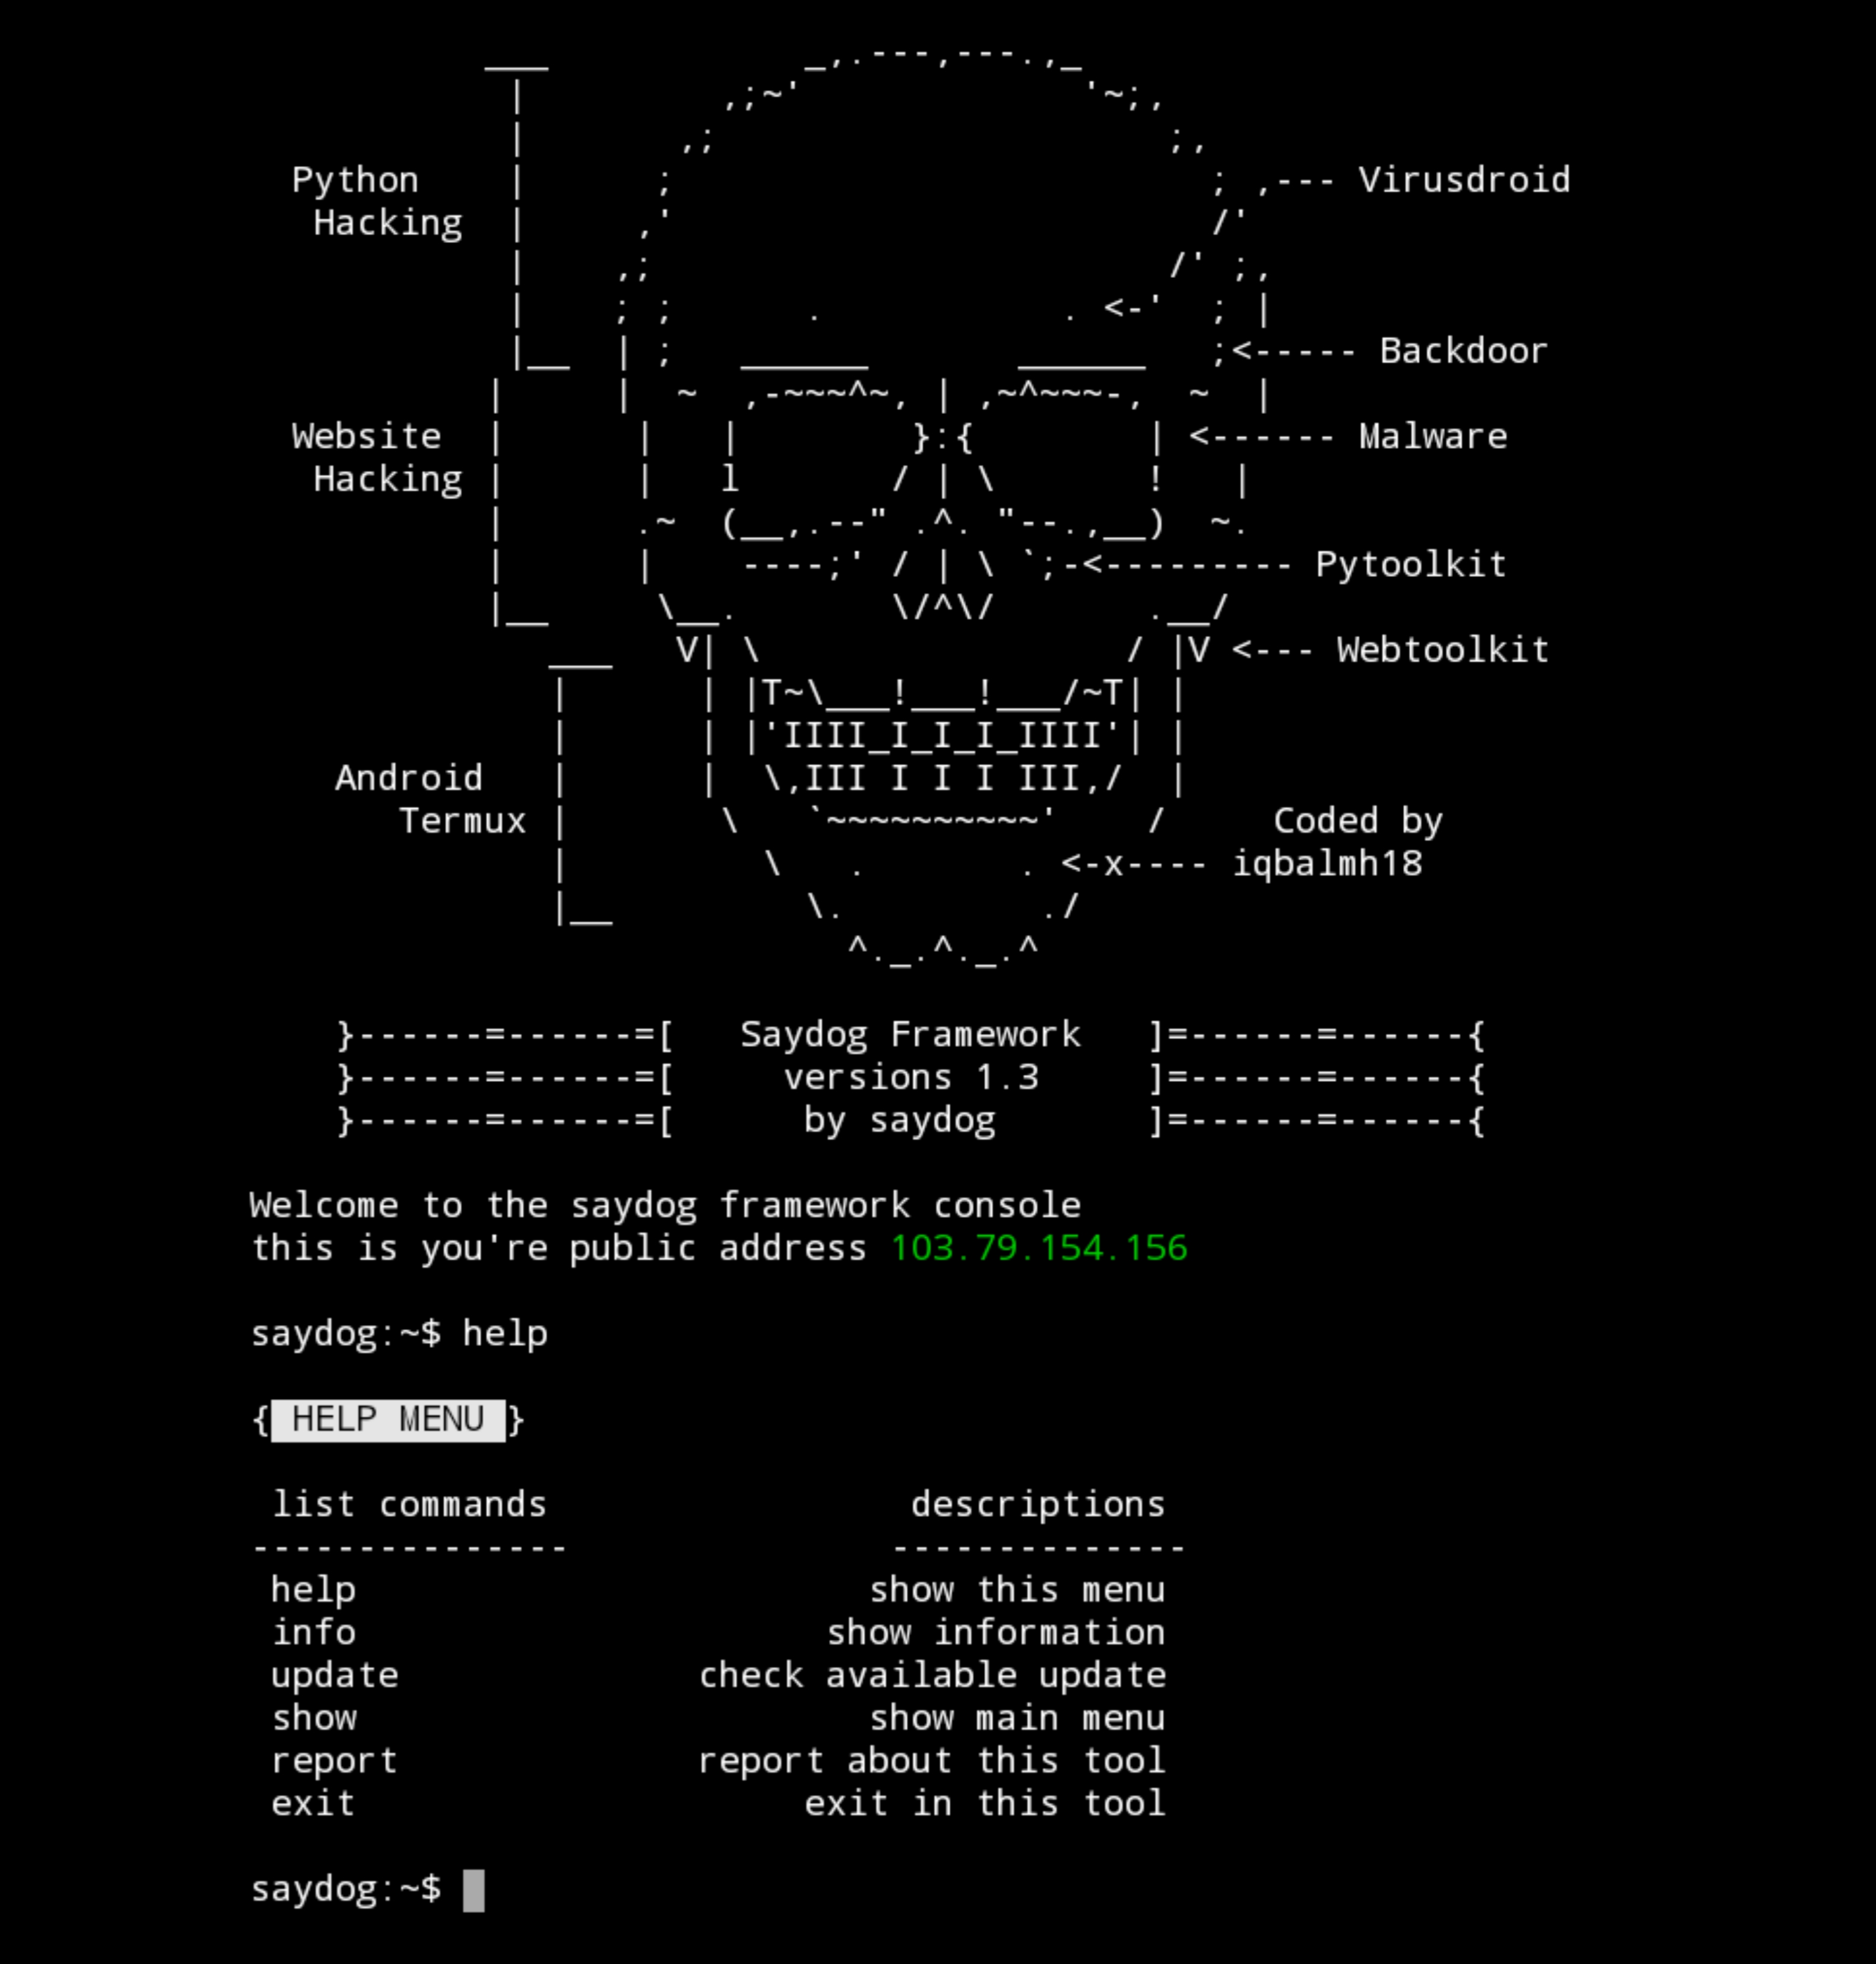 Python
Hacking
Virusdroid
Backdoor
Website
Hacking
Malware
Pytoolkit
Webtoolkit
Android
Termux
Coded by
iqbalmh18
}------=------=[   Saydog Framework   ]=------=------{
}------=------=[     versions 1.3     ]=------=------{
}------=------=[      by saydog       ]=------=------{
Welcome to the saydog framework console
this is you're public address 103.79.154.156
saydog:~$ help
{ HELP MENU }
list commands descriptions
--------------- --------------
help show this menu
info show information
update check available update
show show main menu
report report about this tool
exit exit in this tool
saydog:~$